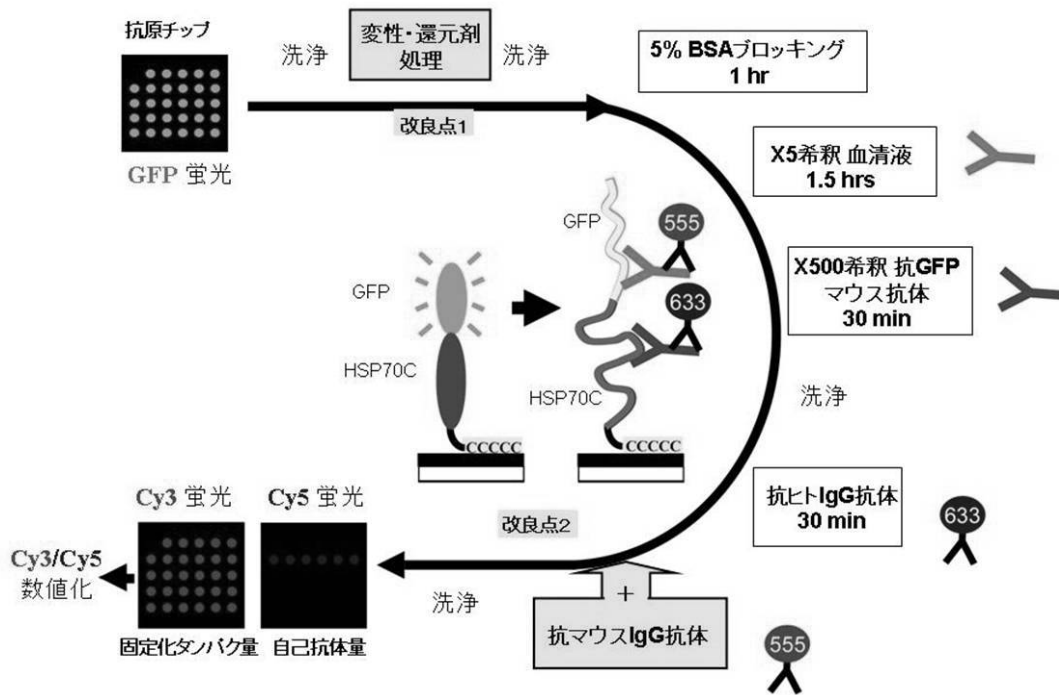 抗原チップ
GFP 蛍光
洗浄
変性・還元剤
処理
洗浄
改良点1
5% BSAブロッキング
1 hr
X5希釈 血清液
1.5 hrs
X500希釈 抗GFP
マウス抗体
30 min
洗浄
GFP
HSP70C
CCCCC
GFP
555
633
HSP70C
CCCCC
抗ヒトIgG抗体
30 min
633
改良点2
+
抗マウスIgG抗体
555
洗浄
Cy3 蛍光
Cy5 蛍光
固定化タンパク量
自己抗体量
Cy3/Cy5
数値化